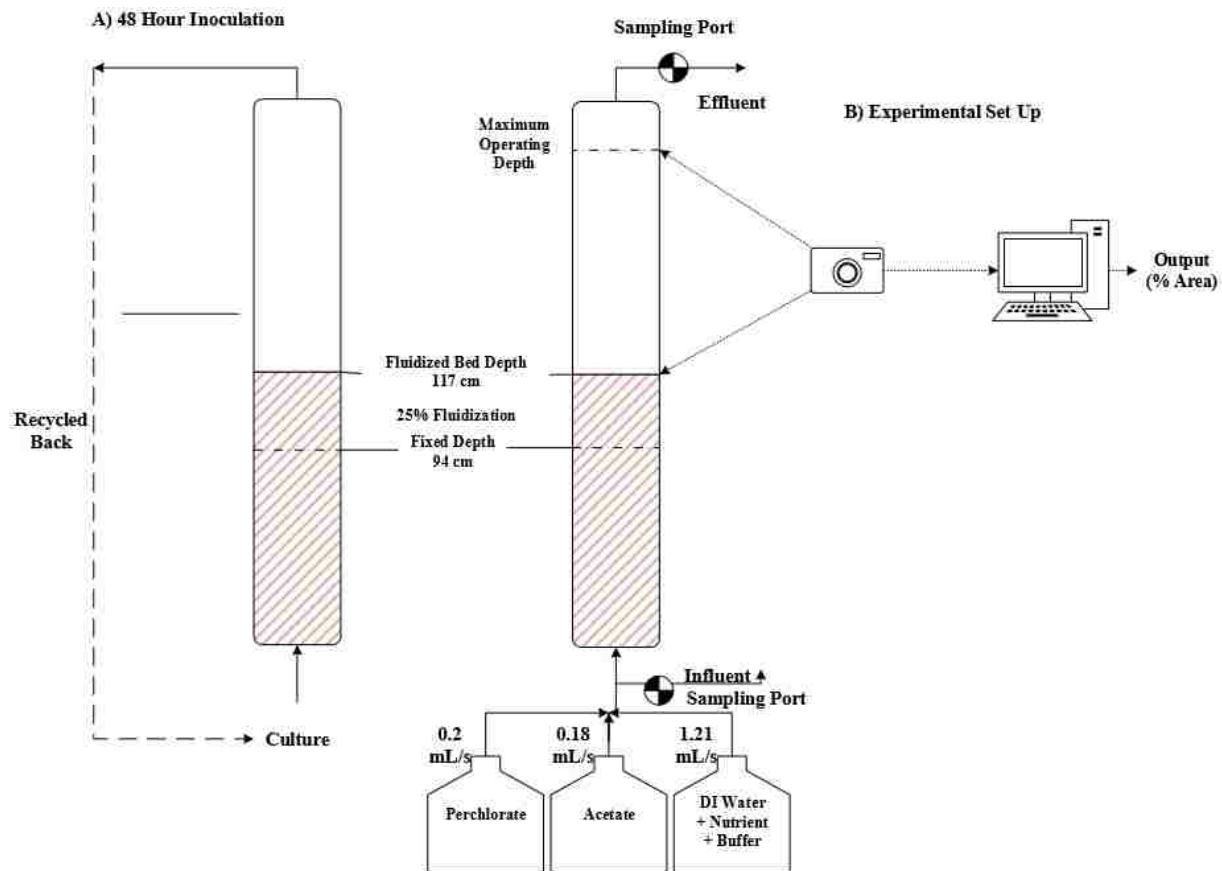 A) 48 Hour Inoculation
Sampling Port
Effluent
B) Experimental Set Up
Maximum
Operating
Depth
Output
(% Area)
Fluidized Bed Depth
117 cm
25% Fluidization
Fixed Depth
94 cm
Recycled
Back
Influent
Sampling Port
Culture
0.2
mL/s
0.18
mL/s
1.21
mL/s
Perchlorate
Acetate
DI Water
+ Nutrient
+ Buffer